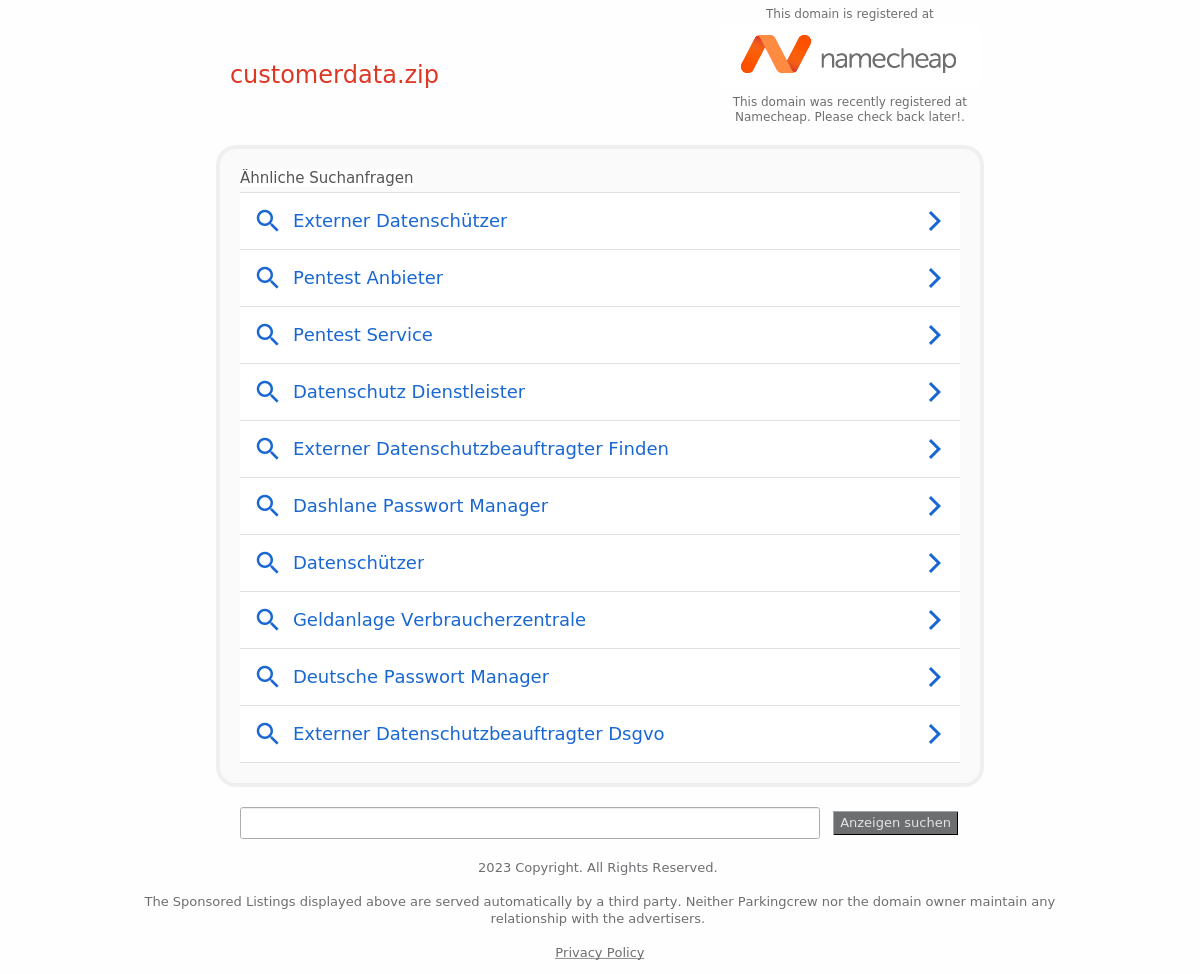 This domain is registered at
customerdata.zip
namecheap
This domain was recently registered at
Namecheap. Please check back later!.
Ähnliche Suchanfragen
Externer Datenschützer
Pentest Anbieter
Pentest Service
Datenschutz Dienstleister
Externer Datenschutzbeauftragter Finden
Dashlane Passwort Manager
Datenschützer
Geldanlage Verbraucherzentrale
Deutsche Passwort Manager
Externer Datenschutzbeauftragter Dsgvo
Anzeigen suchen
2023 Copyright. All Rights Reserved.
The Sponsored Listings displayed above are served automatically by a third party. Neither Parkingcrew nor the domain owner maintain any
relationship with the advertisers.
Privacy Policy